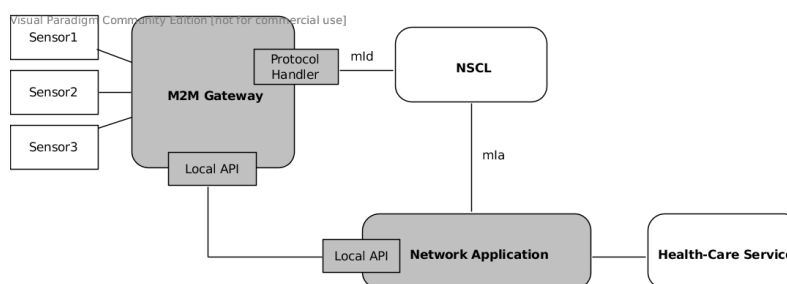 Visual Paradigm Community Edition [not for commercial use]
Sensor1
Sensor2
Sensor3
M2M Gateway
Protocol
Handler
mId
NSCL
Local API
mIa
Local API
Network Application
Health-Care Service